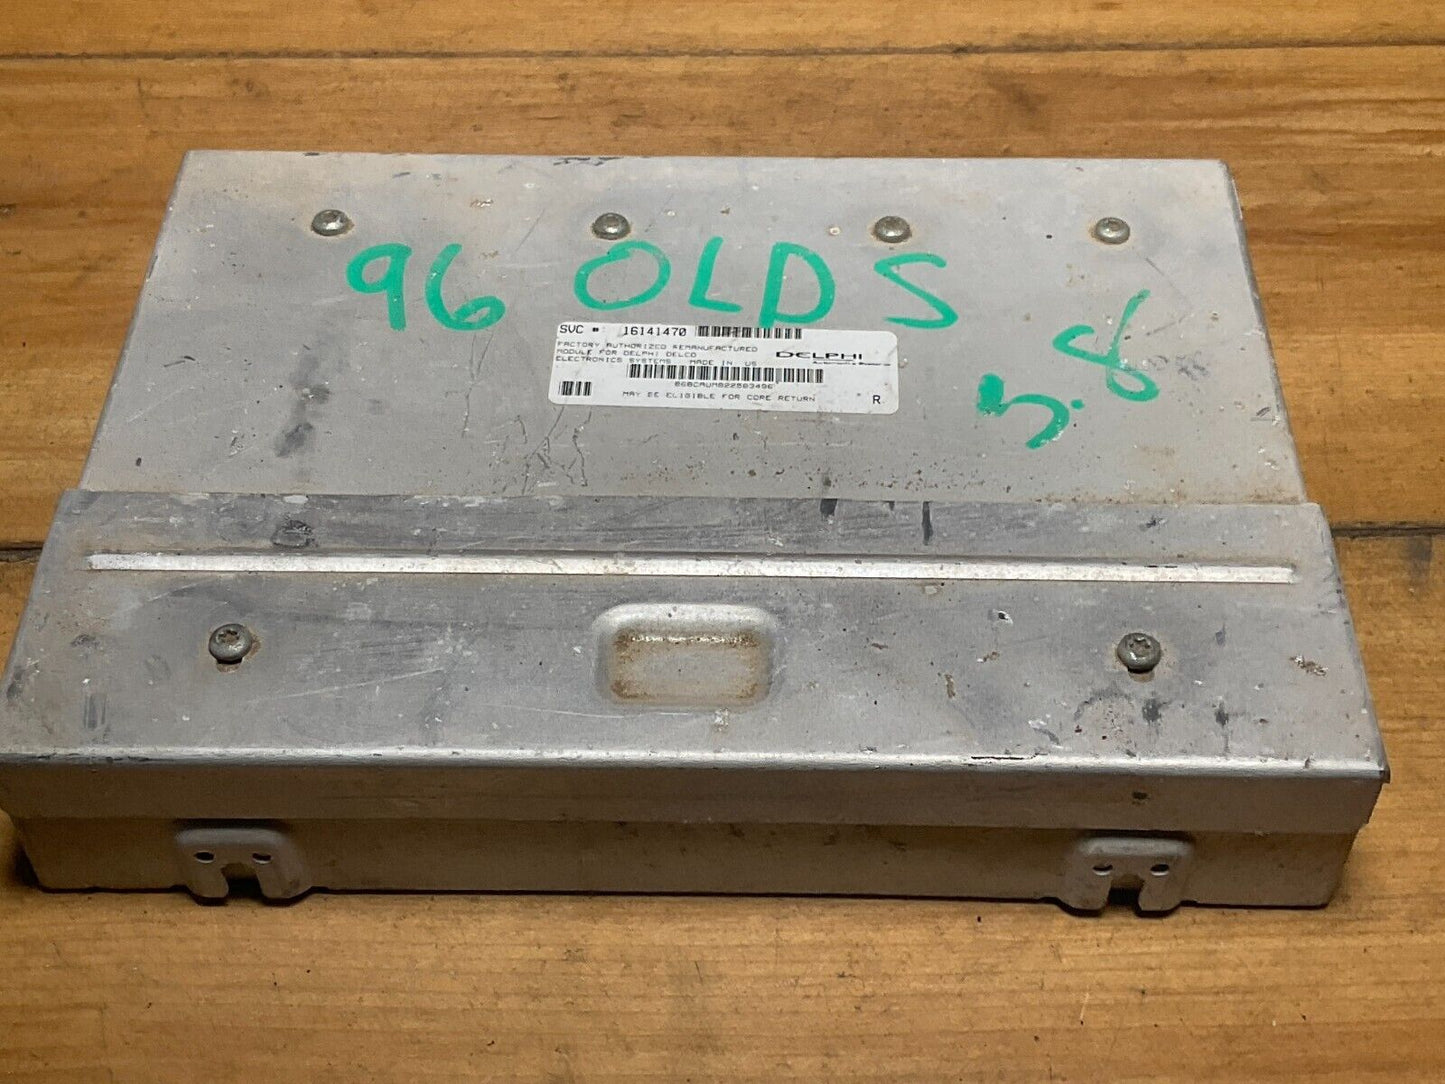 96 OLDS
3.8
SVC #: 16141470
FACTORY AUTHORIZED REMANUFACTURED
MODULE FOR DELPHI DELCO
ELECTRONICS SYSTEMS MADE IN US
DELPHI
MAY BE ELIGIBLE FOR CORE RETURN
R